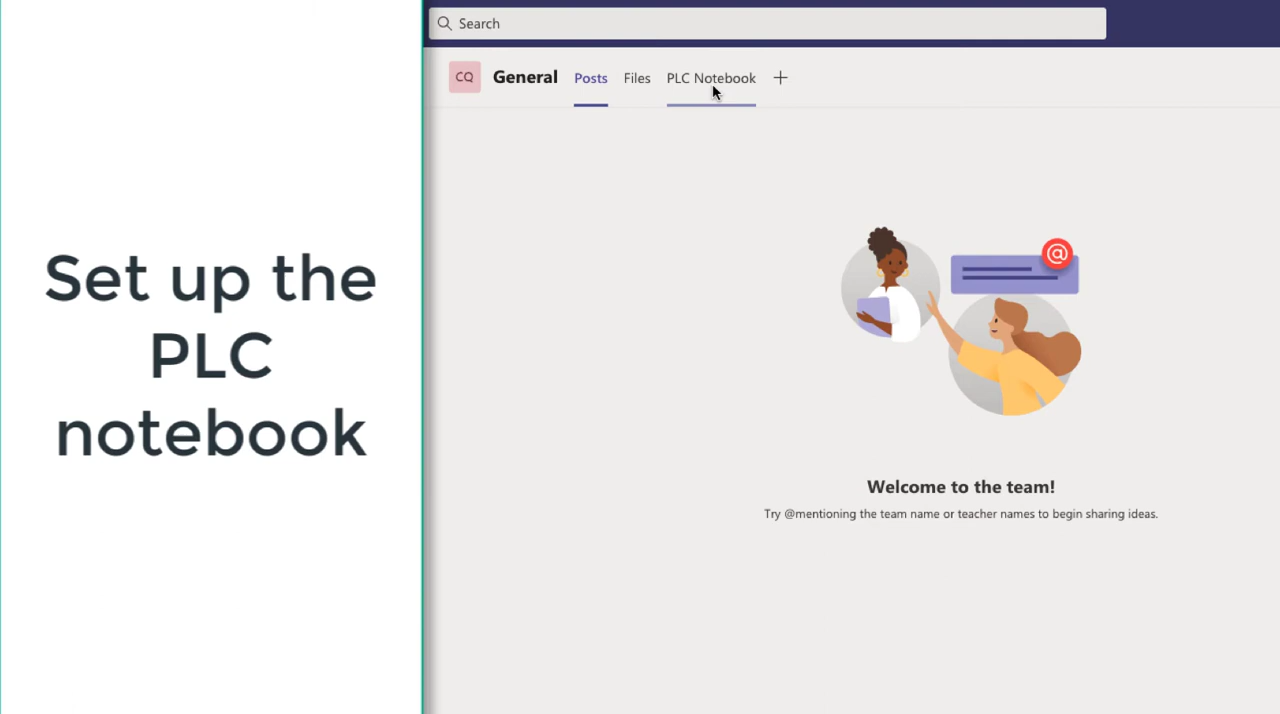 Set up the
PLC
notebook
Search
CQ General Posts Files PLC Notebook +
@
Welcome to the team!
Try @mentioning the team name or teacher names to begin sharing ideas.